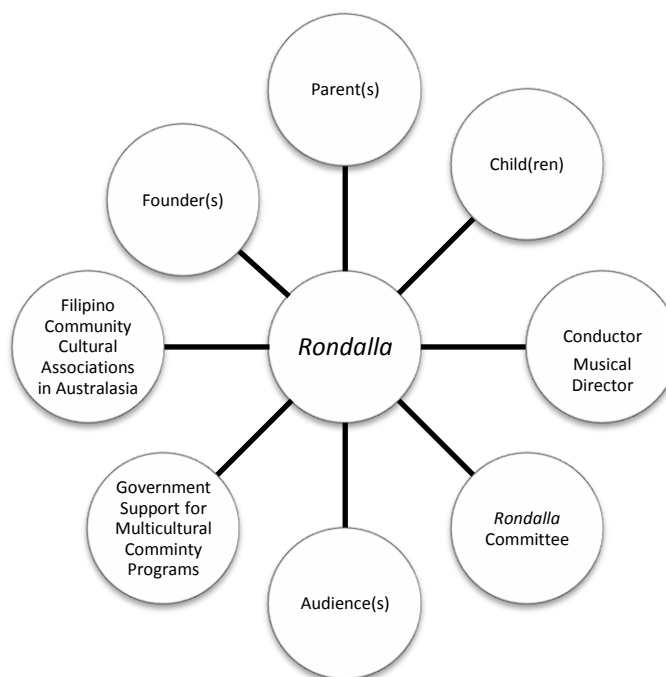 Parent(s)
Child(ren)
Founder(s)
Filipino
Community
Cultural
Associations
in Australasia
Rondalla
Conductor
Musical
Director
Government
Support for
Multicultural
Comminty
Programs
Rondalla
Committee
Audience(s)